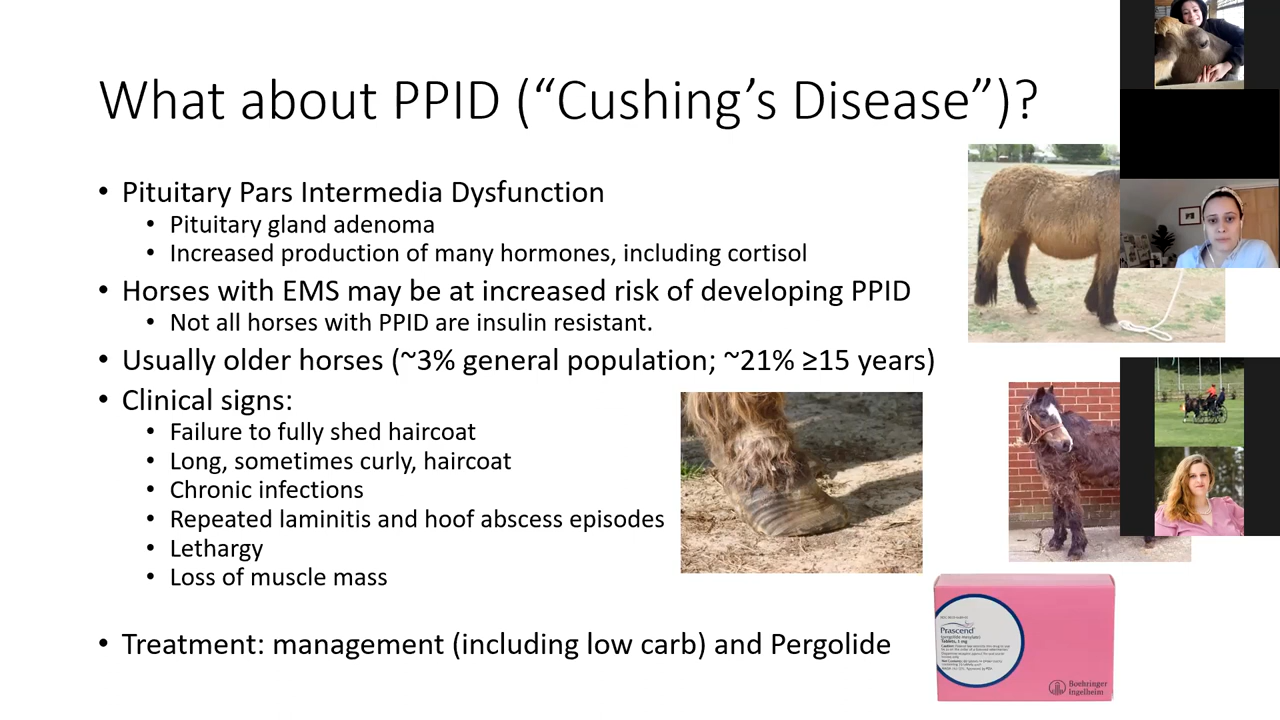 What about PPID (“Cushing’s Disease”)?
• Pituitary Pars Intermedia Dysfunction
• Pituitary gland adenoma
• Increased production of many hormones, including cortisol
• Horses with EMS may be at increased risk of developing PPID
• Not all horses with PPID are insulin resistant.
• Usually older horses (~3% general population; ~21% ≥15 years)
• Clinical signs:
• Failure to fully shed haircoat
• Long, sometimes curly, haircoat
• Chronic infections
• Repeated laminitis and hoof abscess episodes
• Lethargy
• Loss of muscle mass
• Treatment: management (including low carb) and Pergolide
Prascend
Tablets, 1 mg
Boehringer
Ingelheim